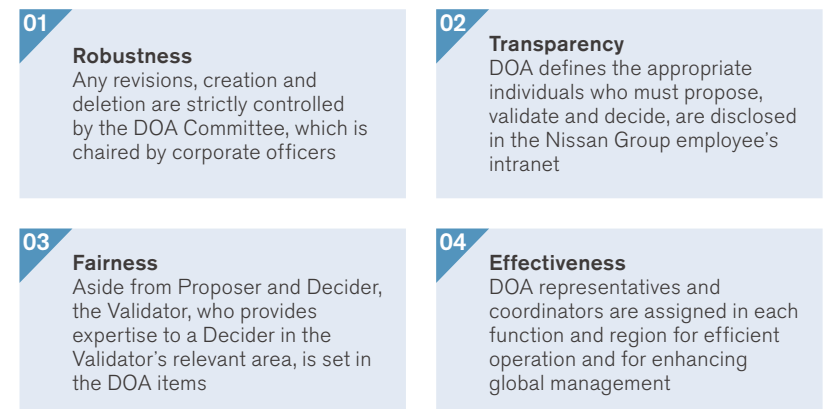 01
Robustness
Any revisions, creation and
deletion are strictly controlled
by the DOA Committee, which is
chaired by corporate officers
02
Transparency
DOA defines the appropriate
individuals who must propose,
validate and decide, are disclosed
in the Nissan Group employee's
intranet
03
Fairness
Aside from Proposer and Decider,
the Validator, who provides
expertise to a Decider in the
Validator's relevant area, is set in
the DOA items
04
Effectiveness
DOA representatives and
coordinators are assigned in each
function and region for efficient
operation and for enhancing
global management